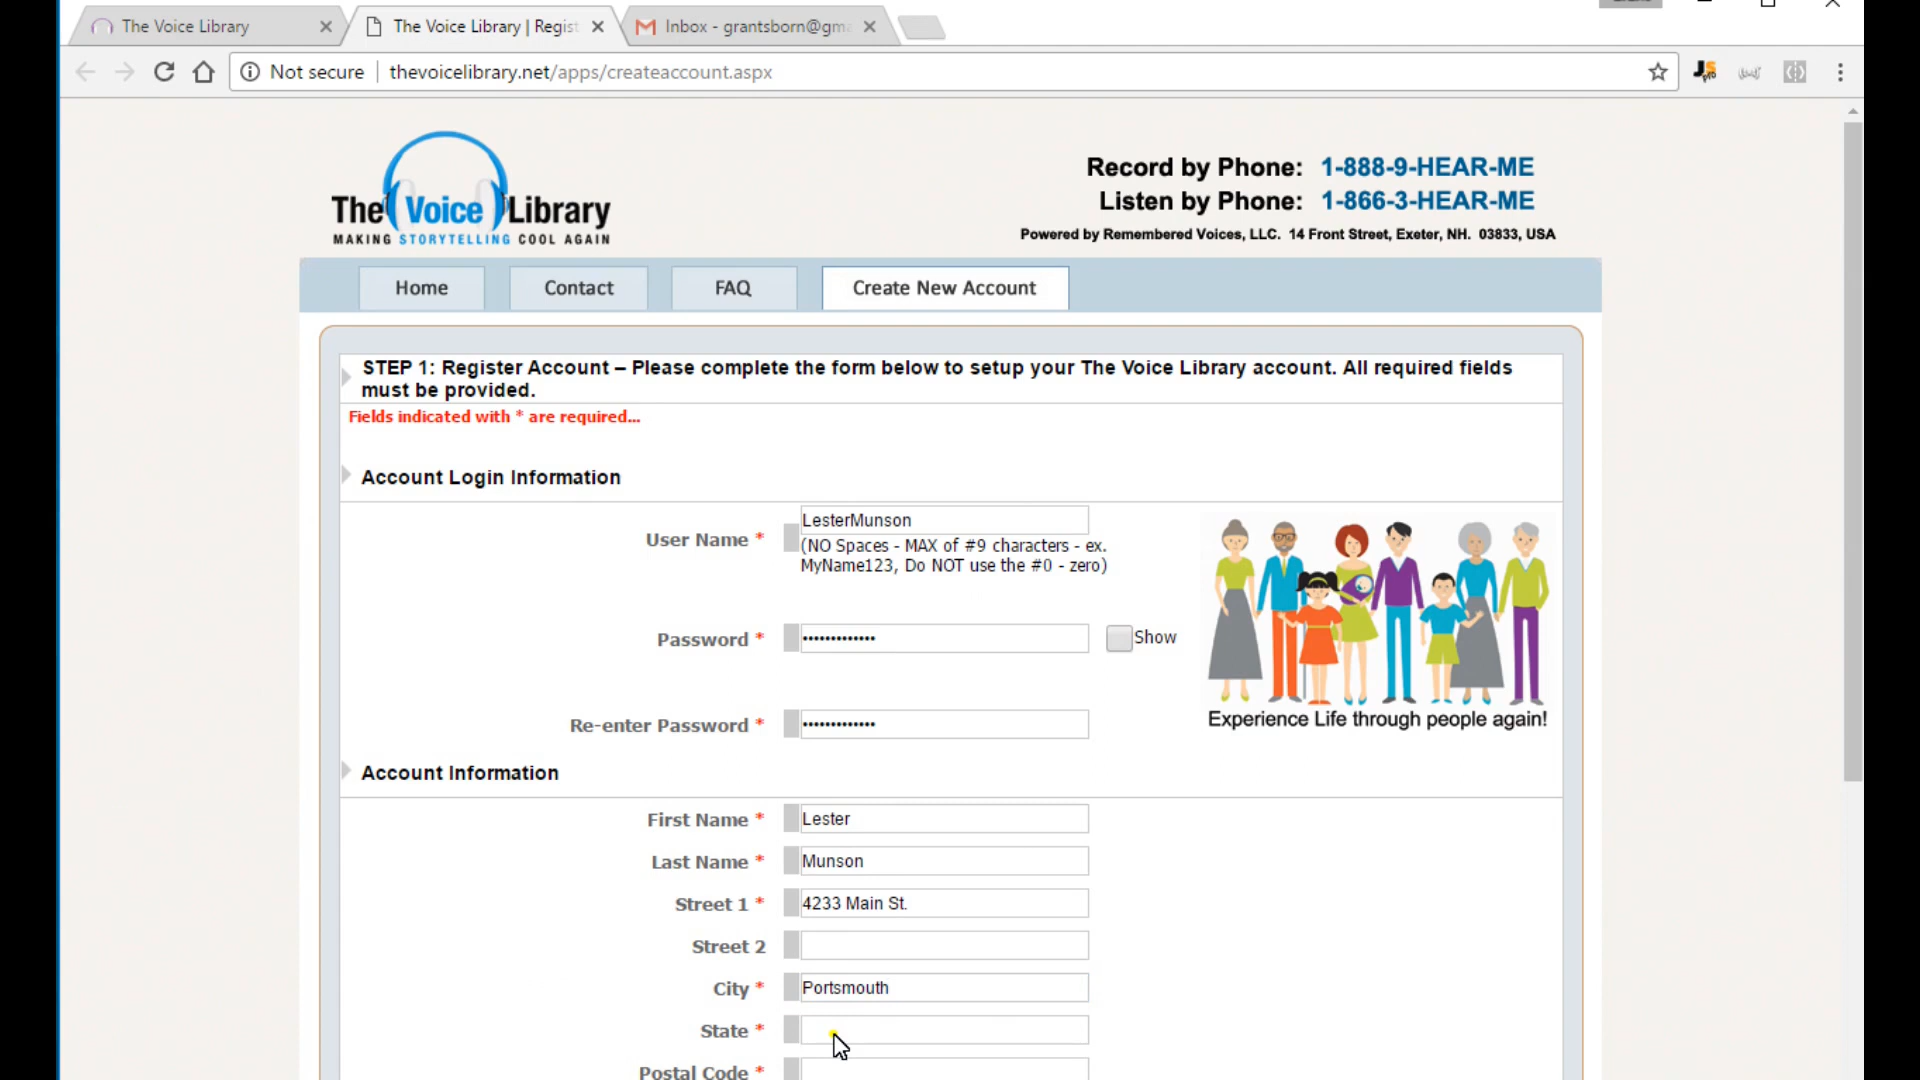 The Voice Library
The Voice Library | Regist
Inbox - grantsborn@gma
Not secure
thevoicelibrary.net/apps/createaccount.aspx
The Voice Library
MAKING STORYTELLING COOL AGAIN
Record by Phone: 1-888-9-HEAR-ME
Listen by Phone: 1-866-3-HEAR-ME
Powered by Remembered Voices, LLC. 14 Front Street, Exeter, NH. 03833, USA
Home
Contact
FAQ
Create New Account
STEP 1: Register Account – Please complete the form below to setup your The Voice Library account. All required fields
must be provided.
Fields indicated with * are required...
Account Login Information
User Name *
LesterMunson
(NO Spaces - MAX of #9 characters - ex.
MyName123, Do NOT use the #0 - zero)
Password *
•••••••••••••
Show
Re-enter Password *
•••••••••••••
Experience Life through people again!
Account Information
First Name *
Lester
Last Name *
Munson
Street 1 *
4233 Main St.
Street 2
City *
Portsmouth
State *
Postal Code *